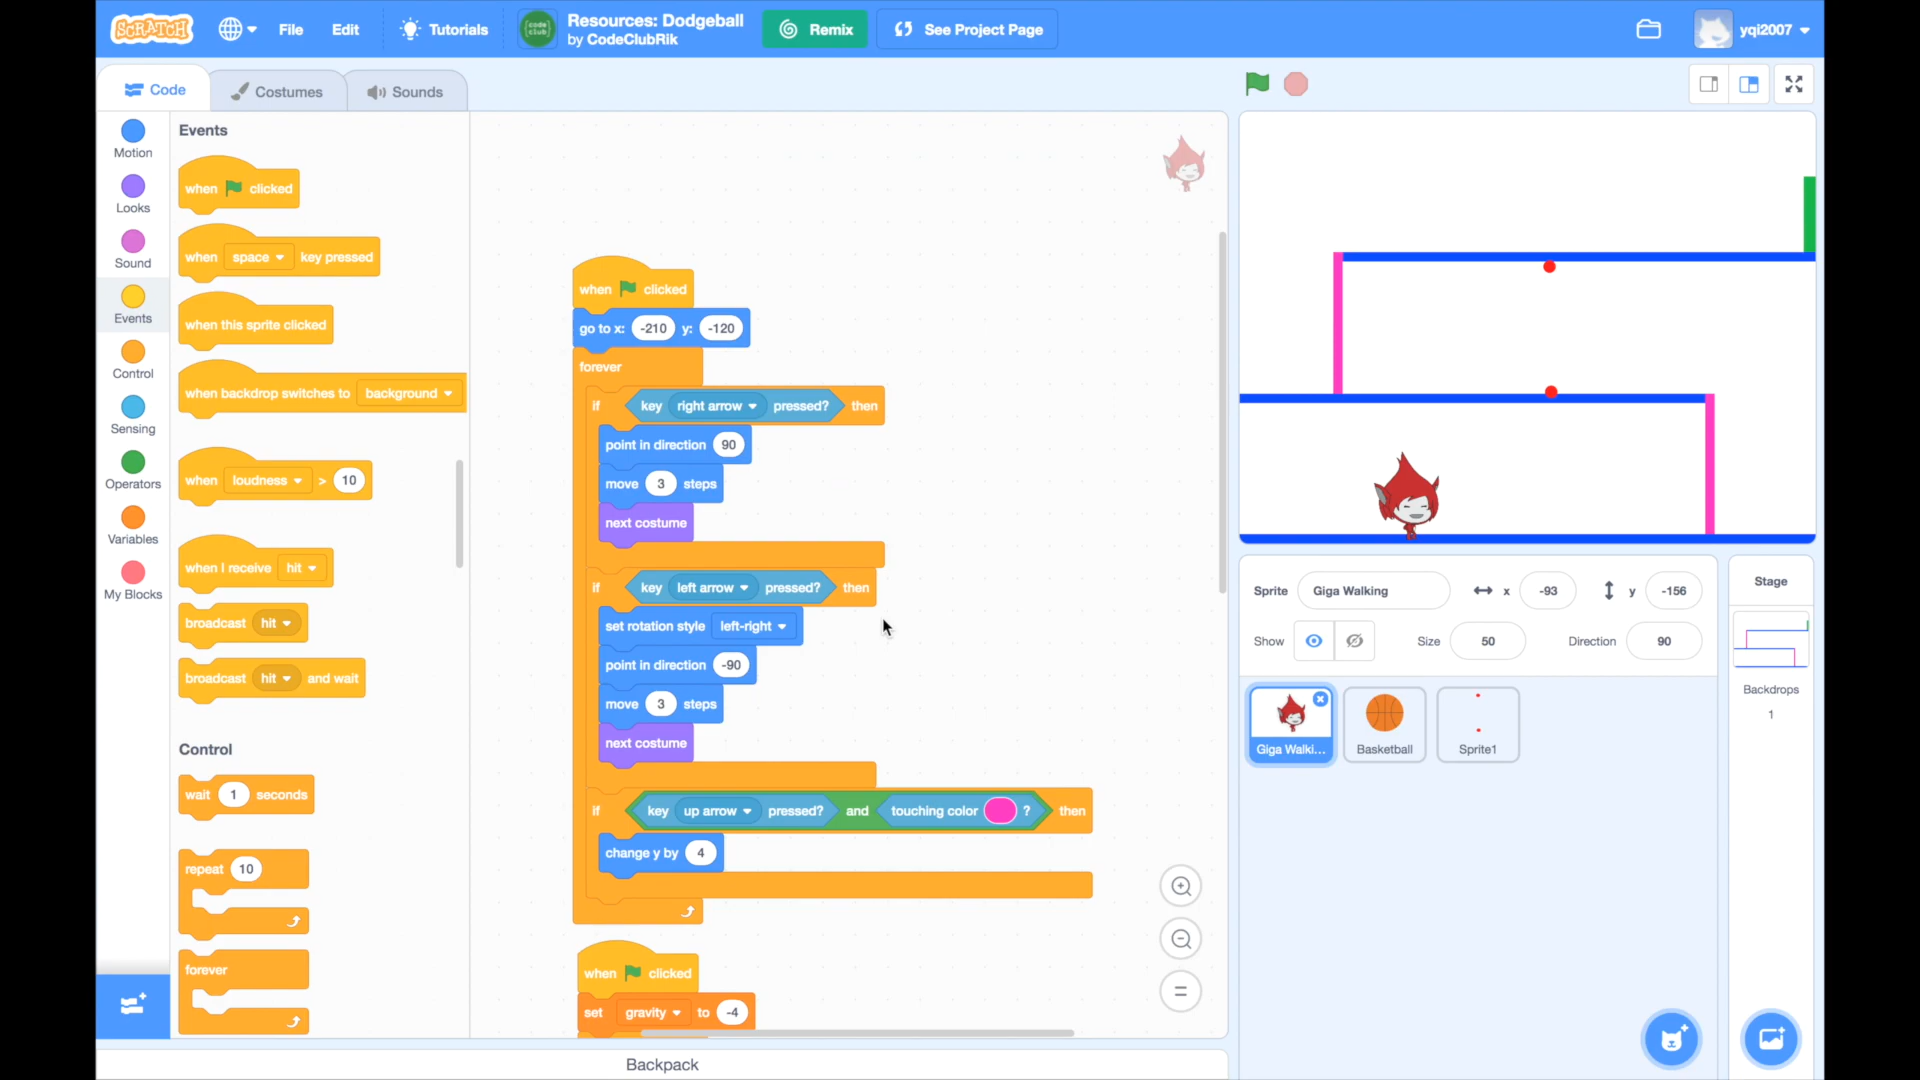 SCRATCH File Edit Tutorials Resources: Dodgeball
by CodeClubRik
{code club} Remix See Project Page yqi2007
Code Costumes Sounds
Motion
Looks
Sound
Events
Control
Sensing
Operators
Variables
My Blocks
Events
when clicked
when space key pressed
when this sprite clicked
when backdrop switches to background
when loudness > 10
when I receive hit
broadcast hit
broadcast hit and wait
Control
wait 1 seconds
repeat 10
forever
when clicked
go to x: -210 y: -120
forever
if key right arrow pressed? then
point in direction 90
move 3 steps
next costume
if key left arrow pressed? then
set rotation style left-right
point in direction -90
move 3 steps
next costume
if key up arrow pressed? and touching color ? then
change y by 4
when clicked
set gravity to -4
Backpack
Sprite Giga Walking x -93 y -156
Show Size 50 Direction 90
Giga Walki... Basketball Sprite1
Stage
Backdrops
1